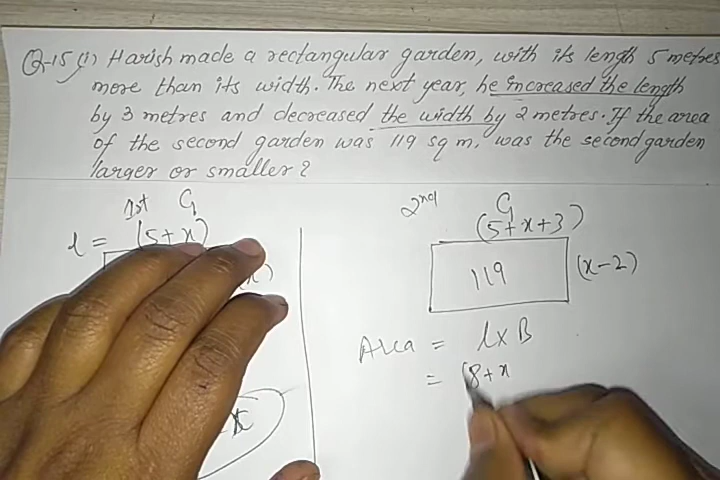 Q-15 (i) Harish made a rectangular garden, with its length 5 metres
more than its width. The next year, he increased the length
by 3 metres and decreased the width by 2 metres. If the area
of the second garden was 119 sq m, was the second garden
larger or smaller?
1st G
l = (5+x)
x)
x
2nd G
(5+x+3)
119
(x-2)
Area = l×B
= (8+x